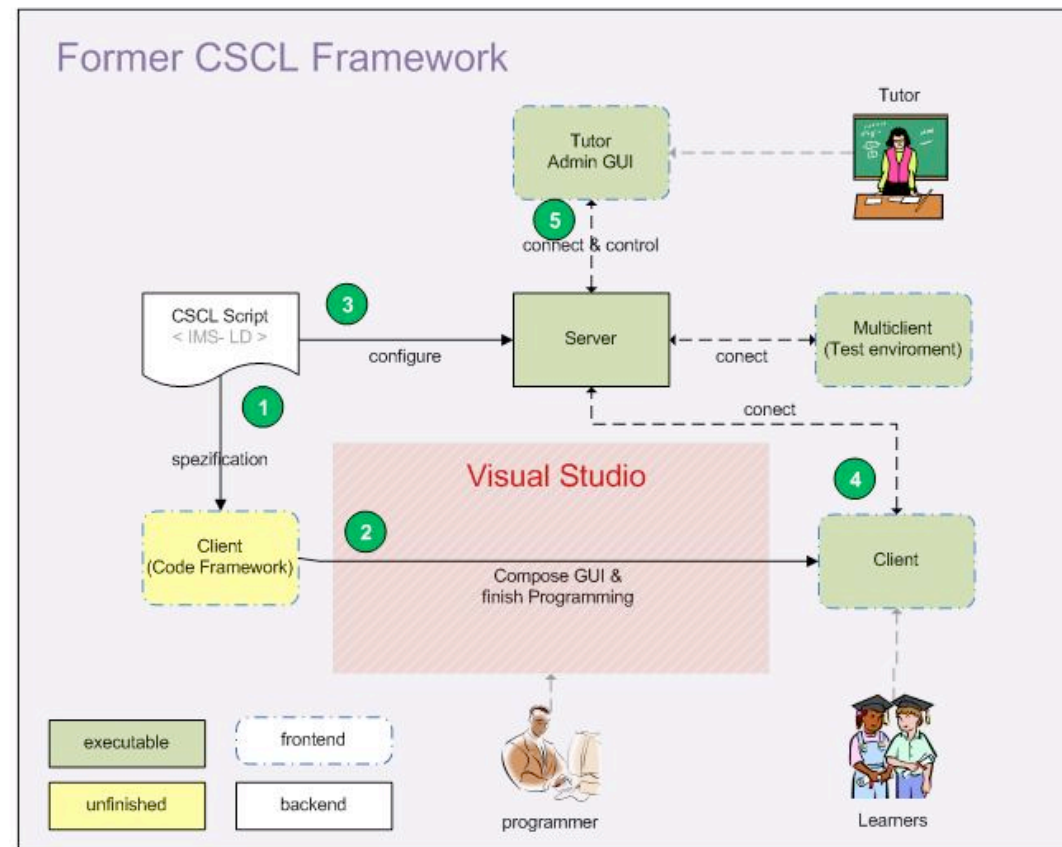 Former CSCL Framework
Tutor
Tutor
Admin GUI
5
connect & control
CSCL Script
< IMS- LD >
3
configure
Server
conect
Multiclient
(Test enviroment)
1
spezification
conect
Visual Studio
4
Client
(Code Framework)
2
Compose GUI &
finish Programming
Client
executable
frontend
unfinished
backend
programmer
Learners